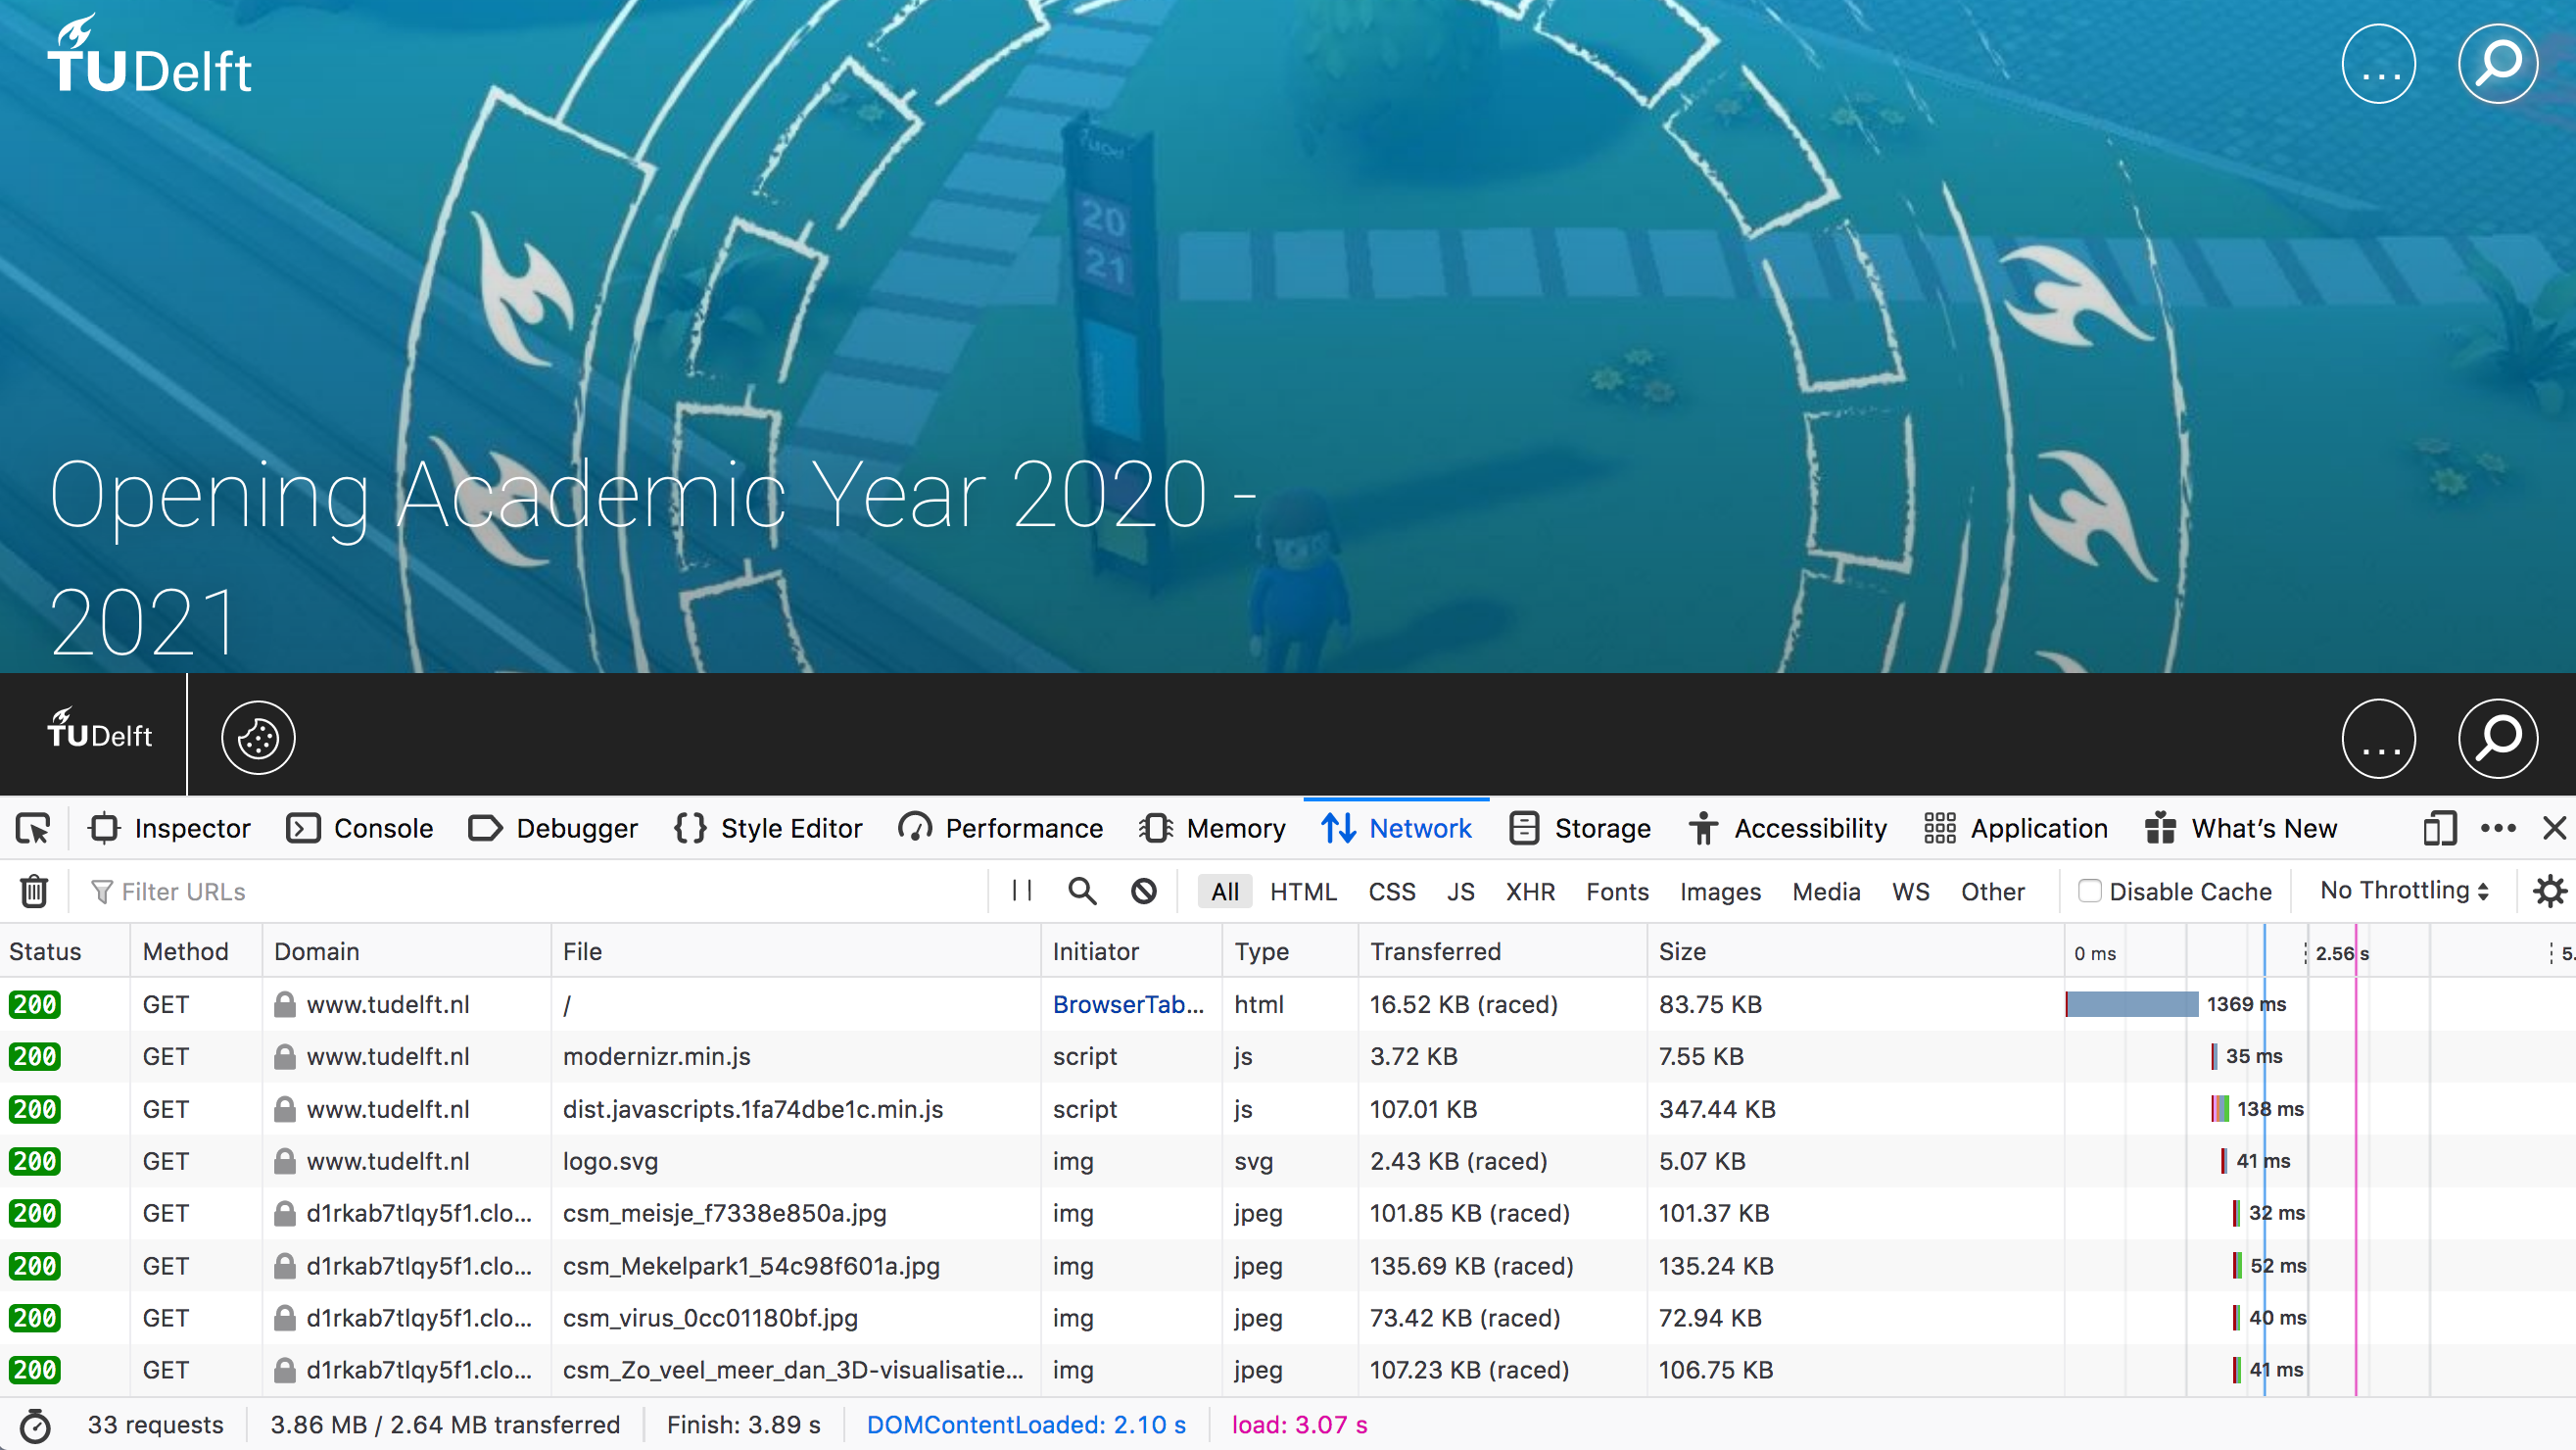 TUDelft
...
20
21
Opening Academic Year 2020 -
2021
TUDelft
...
Inspector Console Debugger Style Editor Performance Memory Network Storage Accessibility Application What's New
Filter URLs All HTML CSS JS XHR Fonts Images Media WS Other Disable Cache No Throttling
Status Method Domain File Initiator Type Transferred Size 0 ms 2.56 s 5.
200 GET www.tudelft.nl / BrowserTab... html 16.52 KB (raced) 83.75 KB 1369 ms
200 GET www.tudelft.nl modernizr.min.js script js 3.72 KB 7.55 KB 35 ms
200 GET www.tudelft.nl dist.javascripts.1fa74dbe1c.min.js script js 107.01 KB 347.44 KB 138 ms
200 GET www.tudelft.nl logo.svg img svg 2.43 KB (raced) 5.07 KB 41 ms
200 GET d1rkab7tlqy5f1.clo... csm_meisje_f7338e850a.jpg img jpeg 101.85 KB (raced) 101.37 KB 32 ms
200 GET d1rkab7tlqy5f1.clo... csm_Mekelpark1_54c98f601a.jpg img jpeg 135.69 KB (raced) 135.24 KB 52 ms
200 GET d1rkab7tlqy5f1.clo... csm_virus_0cc01180bf.jpg img jpeg 73.42 KB (raced) 72.94 KB 40 ms
200 GET d1rkab7tlqy5f1.clo... csm_Zo_veel_meer_dan_3D-visualisatie... img jpeg 107.23 KB (raced) 106.75 KB 41 ms
33 requests 3.86 MB / 2.64 MB transferred Finish: 3.89 s DOMContentLoaded: 2.10 s load: 3.07 s